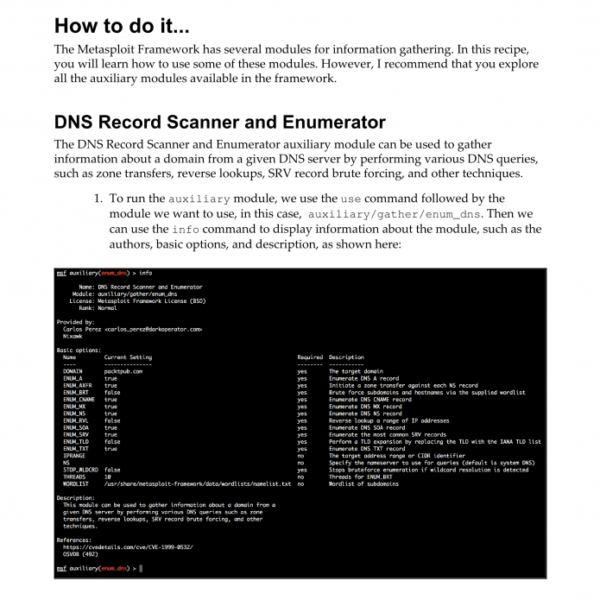 How to do it...
The Metasploit Framework has several modules for information gathering. In this recipe,
you will learn how to use some of these modules. However, I recommend that you explore
all the auxiliary modules available in the framework.
DNS Record Scanner and Enumerator
The DNS Record Scanner and Enumerator auxiliary module can be used to gather
information about a domain from a given DNS server by performing various DNS queries,
such as zone transfers, reverse lookups, SRV record brute forcing, and other techniques.
1. To run the auxiliary module, we use the use command followed by the
module we want to use, in this case, auxiliary/gather/enum_dns. Then we
can use the info command to display information about the module, such as the
authors, basic options, and description, as shown here:
msf auxiliary(enum_dns) > info
Name: DNS Record Scanner and Enumerator
Module: auxiliary/gather/enum_dns
License: Metasploit Framework License (BSD)
Rank: Normal
Provided by:
Carlos Perez <carlos_perez@darkoperator.com>
Nixawk
Basic options:
Name Current Setting Required Description
---- --------------- -------- -----------
DOMAIN packtpub.com yes The target domain
ENUM_A true yes Enumerate DNS A record
ENUM_AXFR true yes Initiate a zone transfer against each NS record
ENUM_BRT false yes Brute force subdomains and hostnames via the supplied wordlist
ENUM_CNAME true yes Enumerate DNS CNAME record
ENUM_MX true yes Enumerate DNS MX record
ENUM_NS true yes Enumerate DNS NS record
ENUM_RVL false yes Reverse lookup a range of IP addresses
ENUM_SOA true yes Enumerate DNS SOA record
ENUM_SRV true yes Enumerate the most common SRV records
ENUM_TLD false yes Perform a TLD expansion by replacing the TLD with the IANA TLD list
ENUM_TXT true yes Enumerate DNS TXT record
IPRANGE no The target address range or CIDR identifier
NS no Specify the nameserver to use for queries (default is system DNS)
STOP_WLDCRD false yes Stops bruteforce enumeration if wildcard resolution is detected
THREADS 10 no Threads for ENUM_BRT
WORDLIST /usr/share/metasploit-framework/data/wordlists/namelist.txt no Wordlist of subdomains
Description:
This module can be used to gather information about a domain from a
given DNS server by performing various DNS queries such as zone
transfers, reverse lookups, SRV record brute forcing, and other
techniques.
References:
https://cvedetails.com/cve/CVE-1999-0532/
OSVDB (492)
msf auxiliary(enum_dns) >